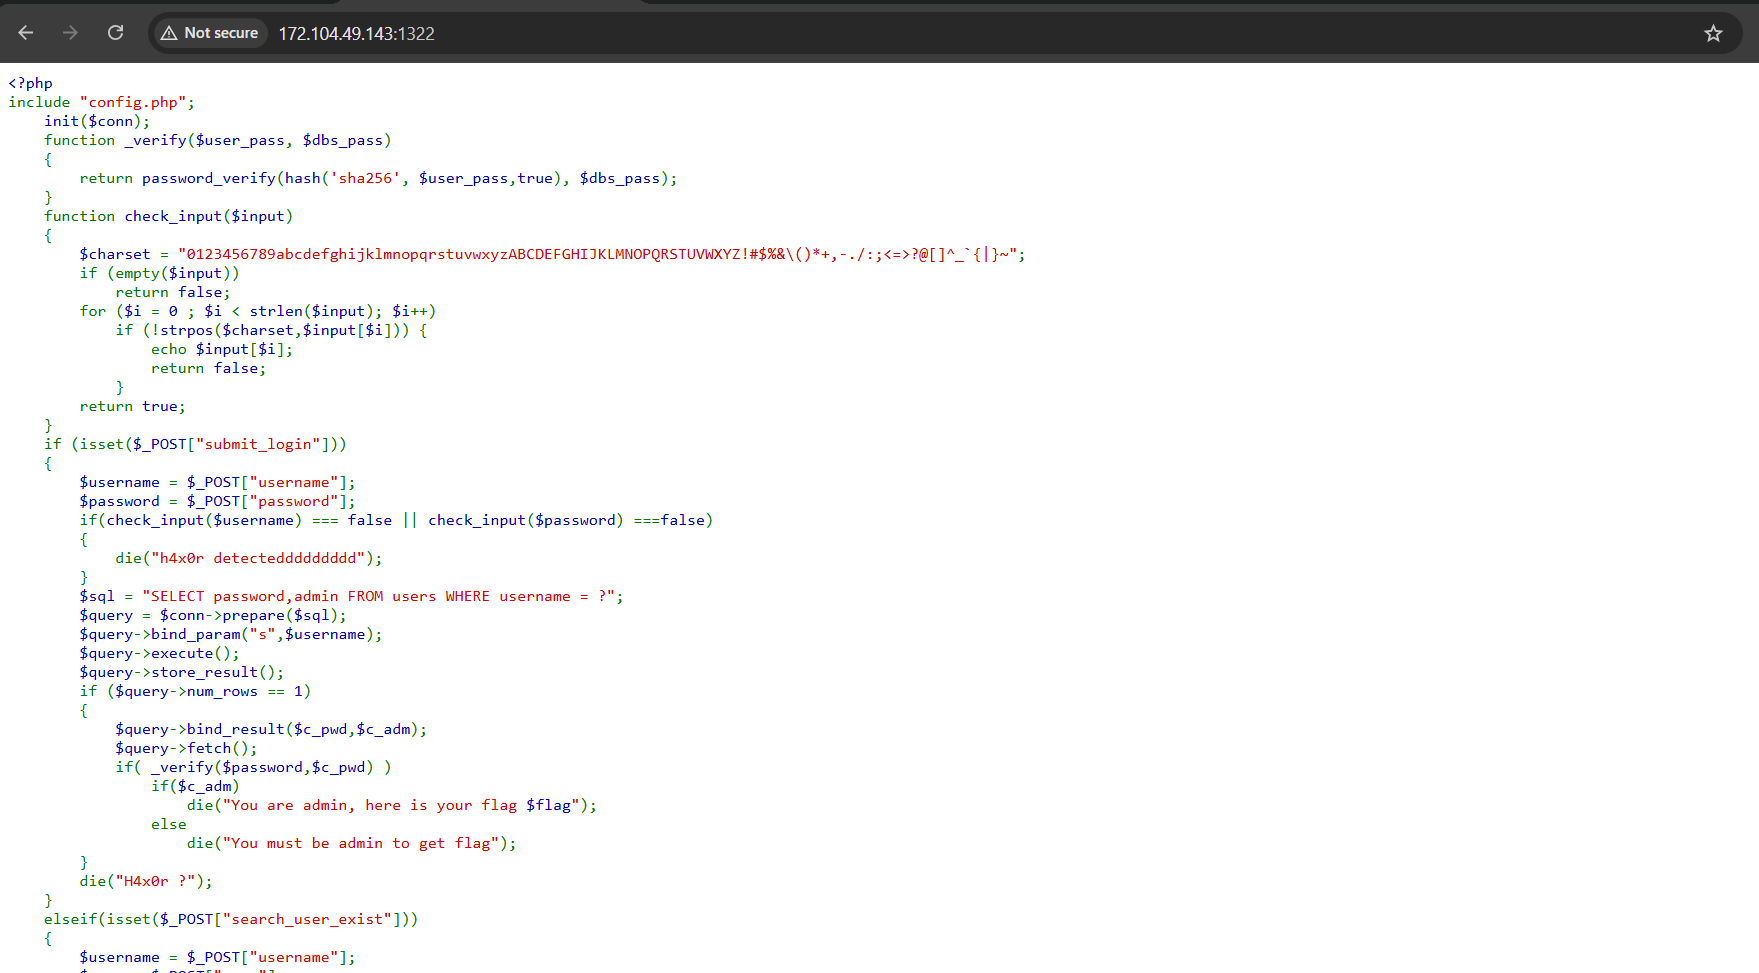 Not secure 172.104.49.143:1322
<?php
include "config.php";
init($conn);
function _verify($user_pass, $dbs_pass)
{
return password_verify(hash('sha256', $user_pass,true), $dbs_pass);
}
function check_input($input)
{
$charset = "0123456789abcdefghijklmnopqrstuvwxyzABCDEFGHIJKLMNOPQRSTUVWXYZ!#$%&\()*+,-./:;<=>?@[]^_`{|}~";
if (empty($input))
return false;
for ($i = 0 ; $i < strlen($input); $i++)
if (!strpos($charset,$input[$i])) {
echo $input[$i];
return false;
}
return true;
}
if (isset($_POST["submit_login"]))
{
$username = $_POST["username"];
$password = $_POST["password"];
if(check_input($username) === false || check_input($password) ===false)
{
die("h4x0r detectedddddddddd");
}
$sql = "SELECT password,admin FROM users WHERE username = ?";
$query = $conn->prepare($sql);
$query->bind_param("s",$username);
$query->execute();
$query->store_result();
if ($query->num_rows == 1)
{
$query->bind_result($c_pwd,$c_adm);
$query->fetch();
if( _verify($password,$c_pwd) )
if($c_adm)
die("You are admin, here is your flag $flag");
else
die("You must be admin to get flag");
}
die("H4x0r ?");
}
elseif(isset($_POST["search_user_exist"]))
{
$username = $_POST["username"];